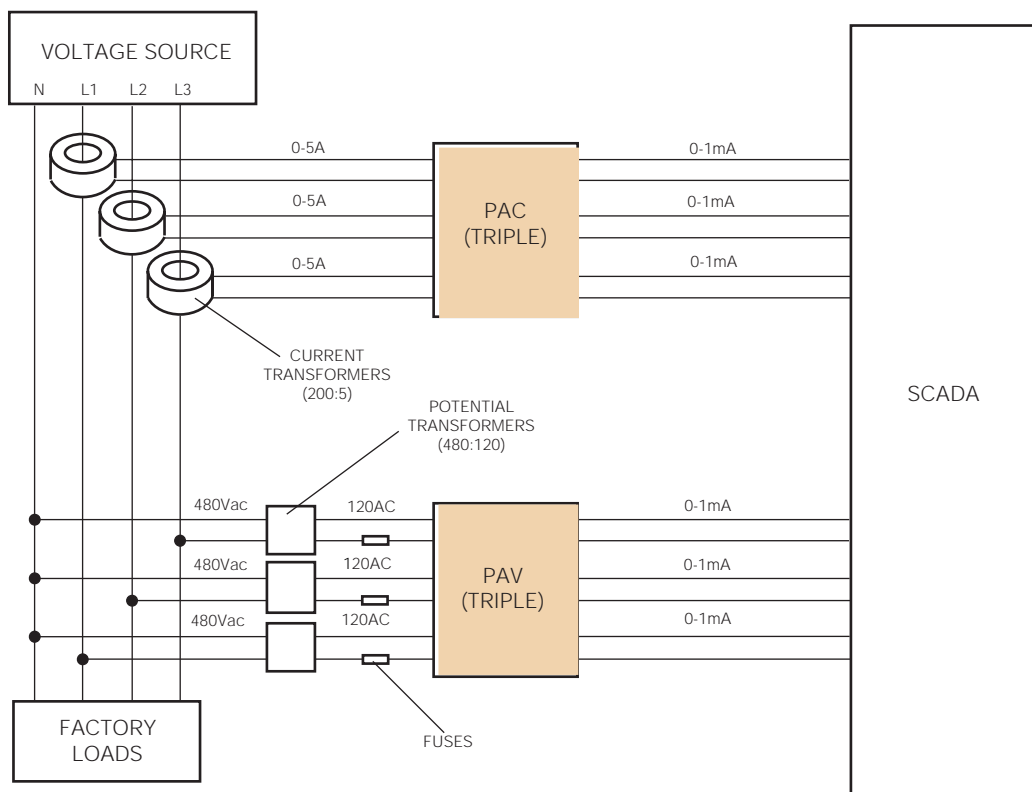 VOLTAGE SOURCE
N L1 L2 L3
0-5A
0-1mA
0-5A
0-1mA
PAC
(TRIPLE)
0-5A
0-1mA
CURRENT
TRANSFORMERS
(200:5)
SCADA
POTENTIAL
TRANSFORMERS
(480:120)
480Vac
120AC
0-1mA
480Vac
120AC
0-1mA
PAV
(TRIPLE)
480Vac
120AC
0-1mA
FACTORY
LOADS
FUSES